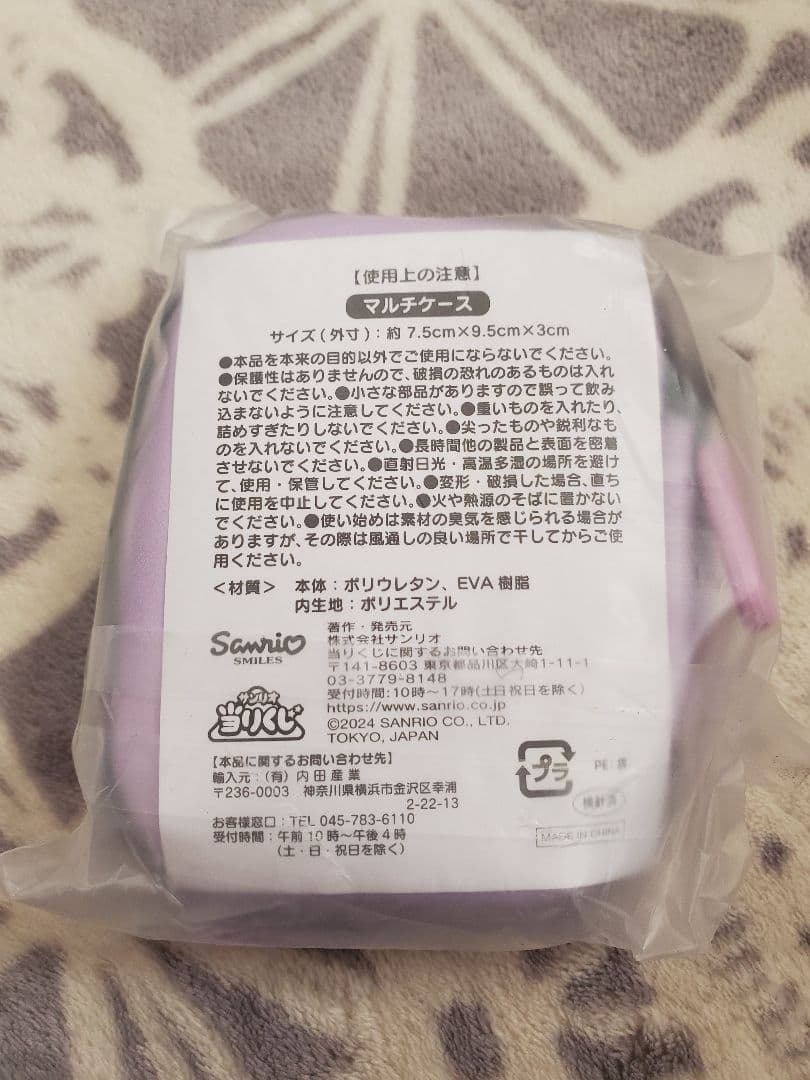 【使用上の注意】
マルチケース
サイズ(外寸):約 7.5cm×9.5cm×3cm
●本品を本来の目的以外でご使用にならないでください。
●保護性はありませんので、破損の恐れのあるものは入れ
ないでください。●小さな部品がありますので誤って飲み
込まないように注意してください。●重いものを入れたり、
詰めすぎたりしないでください。●尖ったものや鋭利なも
のを入れないでください。●長時間他の製品と表面を密着
させないでください。●直射日光・高温多湿の場所を避け
て、使用・保管してください。●変形・破損した場合、直ち
に使用を中止してください。●火や熱源のそばに置かない
でください。●使い始めは素材の臭気を感じられる場合が
ありますが、その際は風通しの良い場所で干してからご使
用ください。
<材質> 本体:ポリウレタン、EVA 樹脂
内生地:ポリエステル
Sanrio
SMILES
サンリオ
当りくじ
著作・発売元
株式会社サンリオ
当りくじに関するお問い合わせ先
〒141-8603 東京都品川区大崎1-11-1
03-3779-8148
受付時間:10時〜17時(土日祝日を除く)
https://www.sanrio.co.jp
©2024 SANRIO CO., LTD.
TOKYO, JAPAN
【本品に関するお問い合わせ先】
輸入元:(有)内田産業
〒236-0003 神奈川県横浜市金沢区幸浦
2-22-13
お客様窓口:TEL 045-783-6110
受付時間:午前10時〜午後4時
(土・日・祝日を除く)
プラ
PE:袋
検針済
MADE IN CHINA